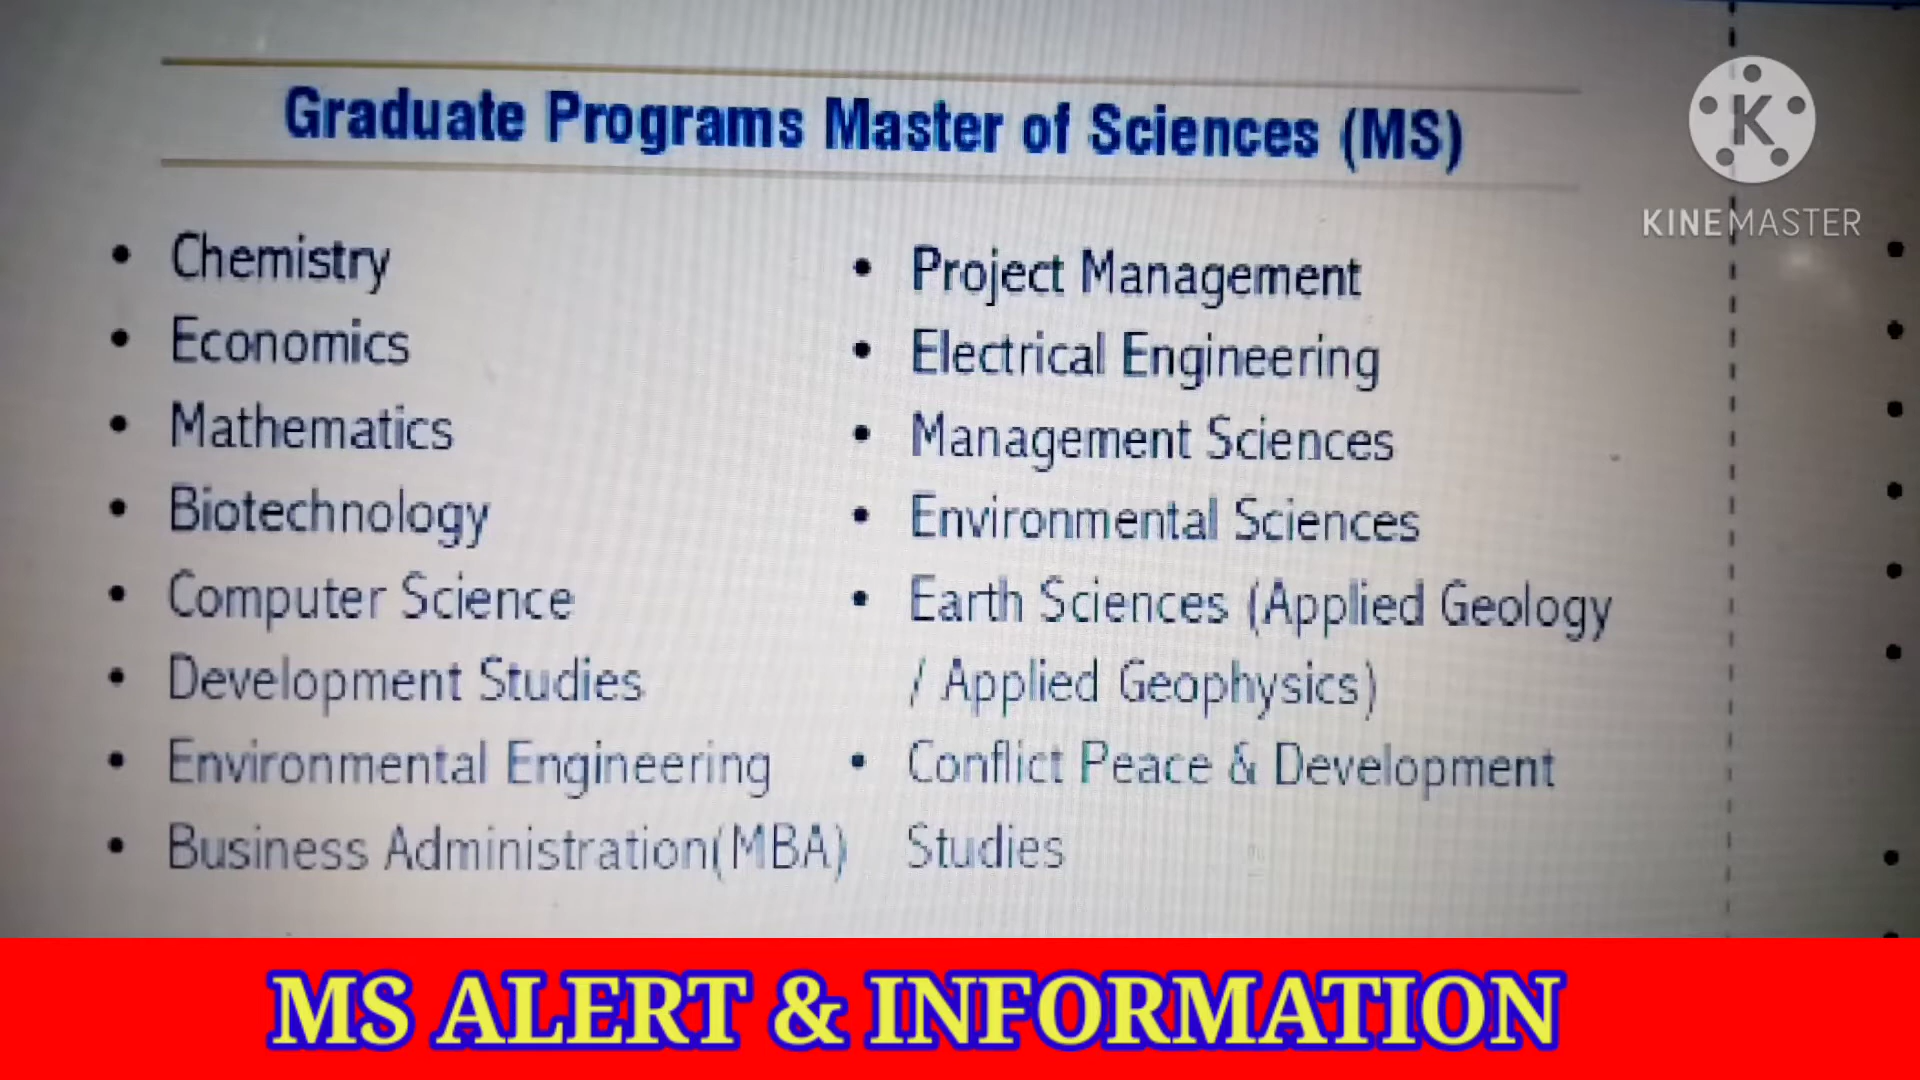 Graduate Programs Master of Sciences (MS)
K
KINEMASTER
• Chemistry
• Economics
• Mathematics
• Biotechnology
• Computer Science
• Development Studies
• Environmental Engineering
• Business Administration(MBA)
• Project Management
• Electrical Engineering
• Management Sciences
• Environmental Sciences
• Earth Sciences (Applied Geology
/ Applied Geophysics)
• Conflict Peace & Development
Studies
MS ALERT & INFORMATION